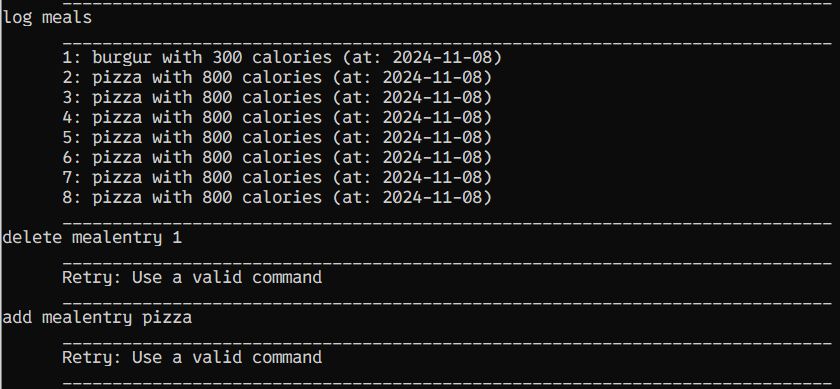 log meals
1: burgur with 300 calories (at: 2024-11-08)
2: pizza with 800 calories (at: 2024-11-08)
3: pizza with 800 calories (at: 2024-11-08)
4: pizza with 800 calories (at: 2024-11-08)
5: pizza with 800 calories (at: 2024-11-08)
6: pizza with 800 calories (at: 2024-11-08)
7: pizza with 800 calories (at: 2024-11-08)
8: pizza with 800 calories (at: 2024-11-08)
delete mealentry 1
Retry: Use a valid command
add mealentry pizza
Retry: Use a valid command